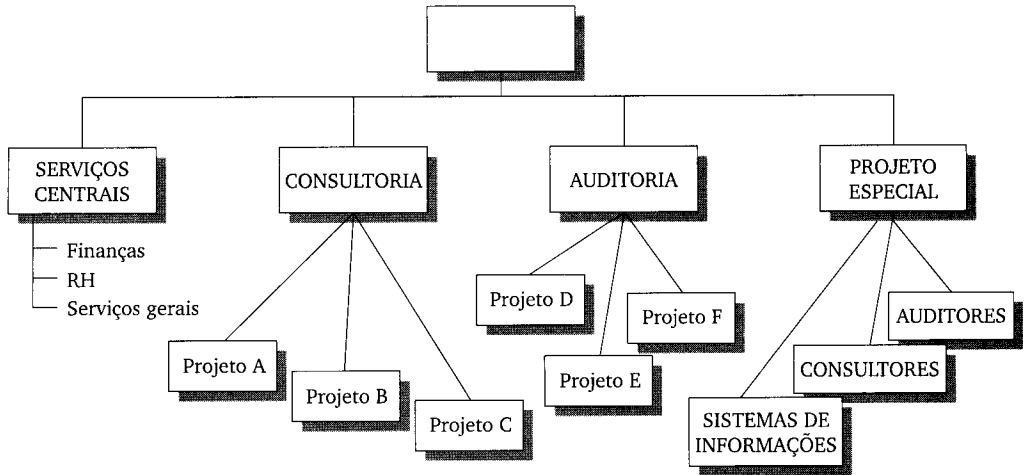 SERVIÇOS
CENTRAIS
CONSULTORIA
AUDITORIA
PROJETO
ESPECIAL
Finanças
RH
Serviços gerais
Projeto A
Projeto B
Projeto C
Projeto D
Projeto E
Projeto F
SISTEMAS DE
INFORMAÇÕES
CONSULTORES
AUDITORES